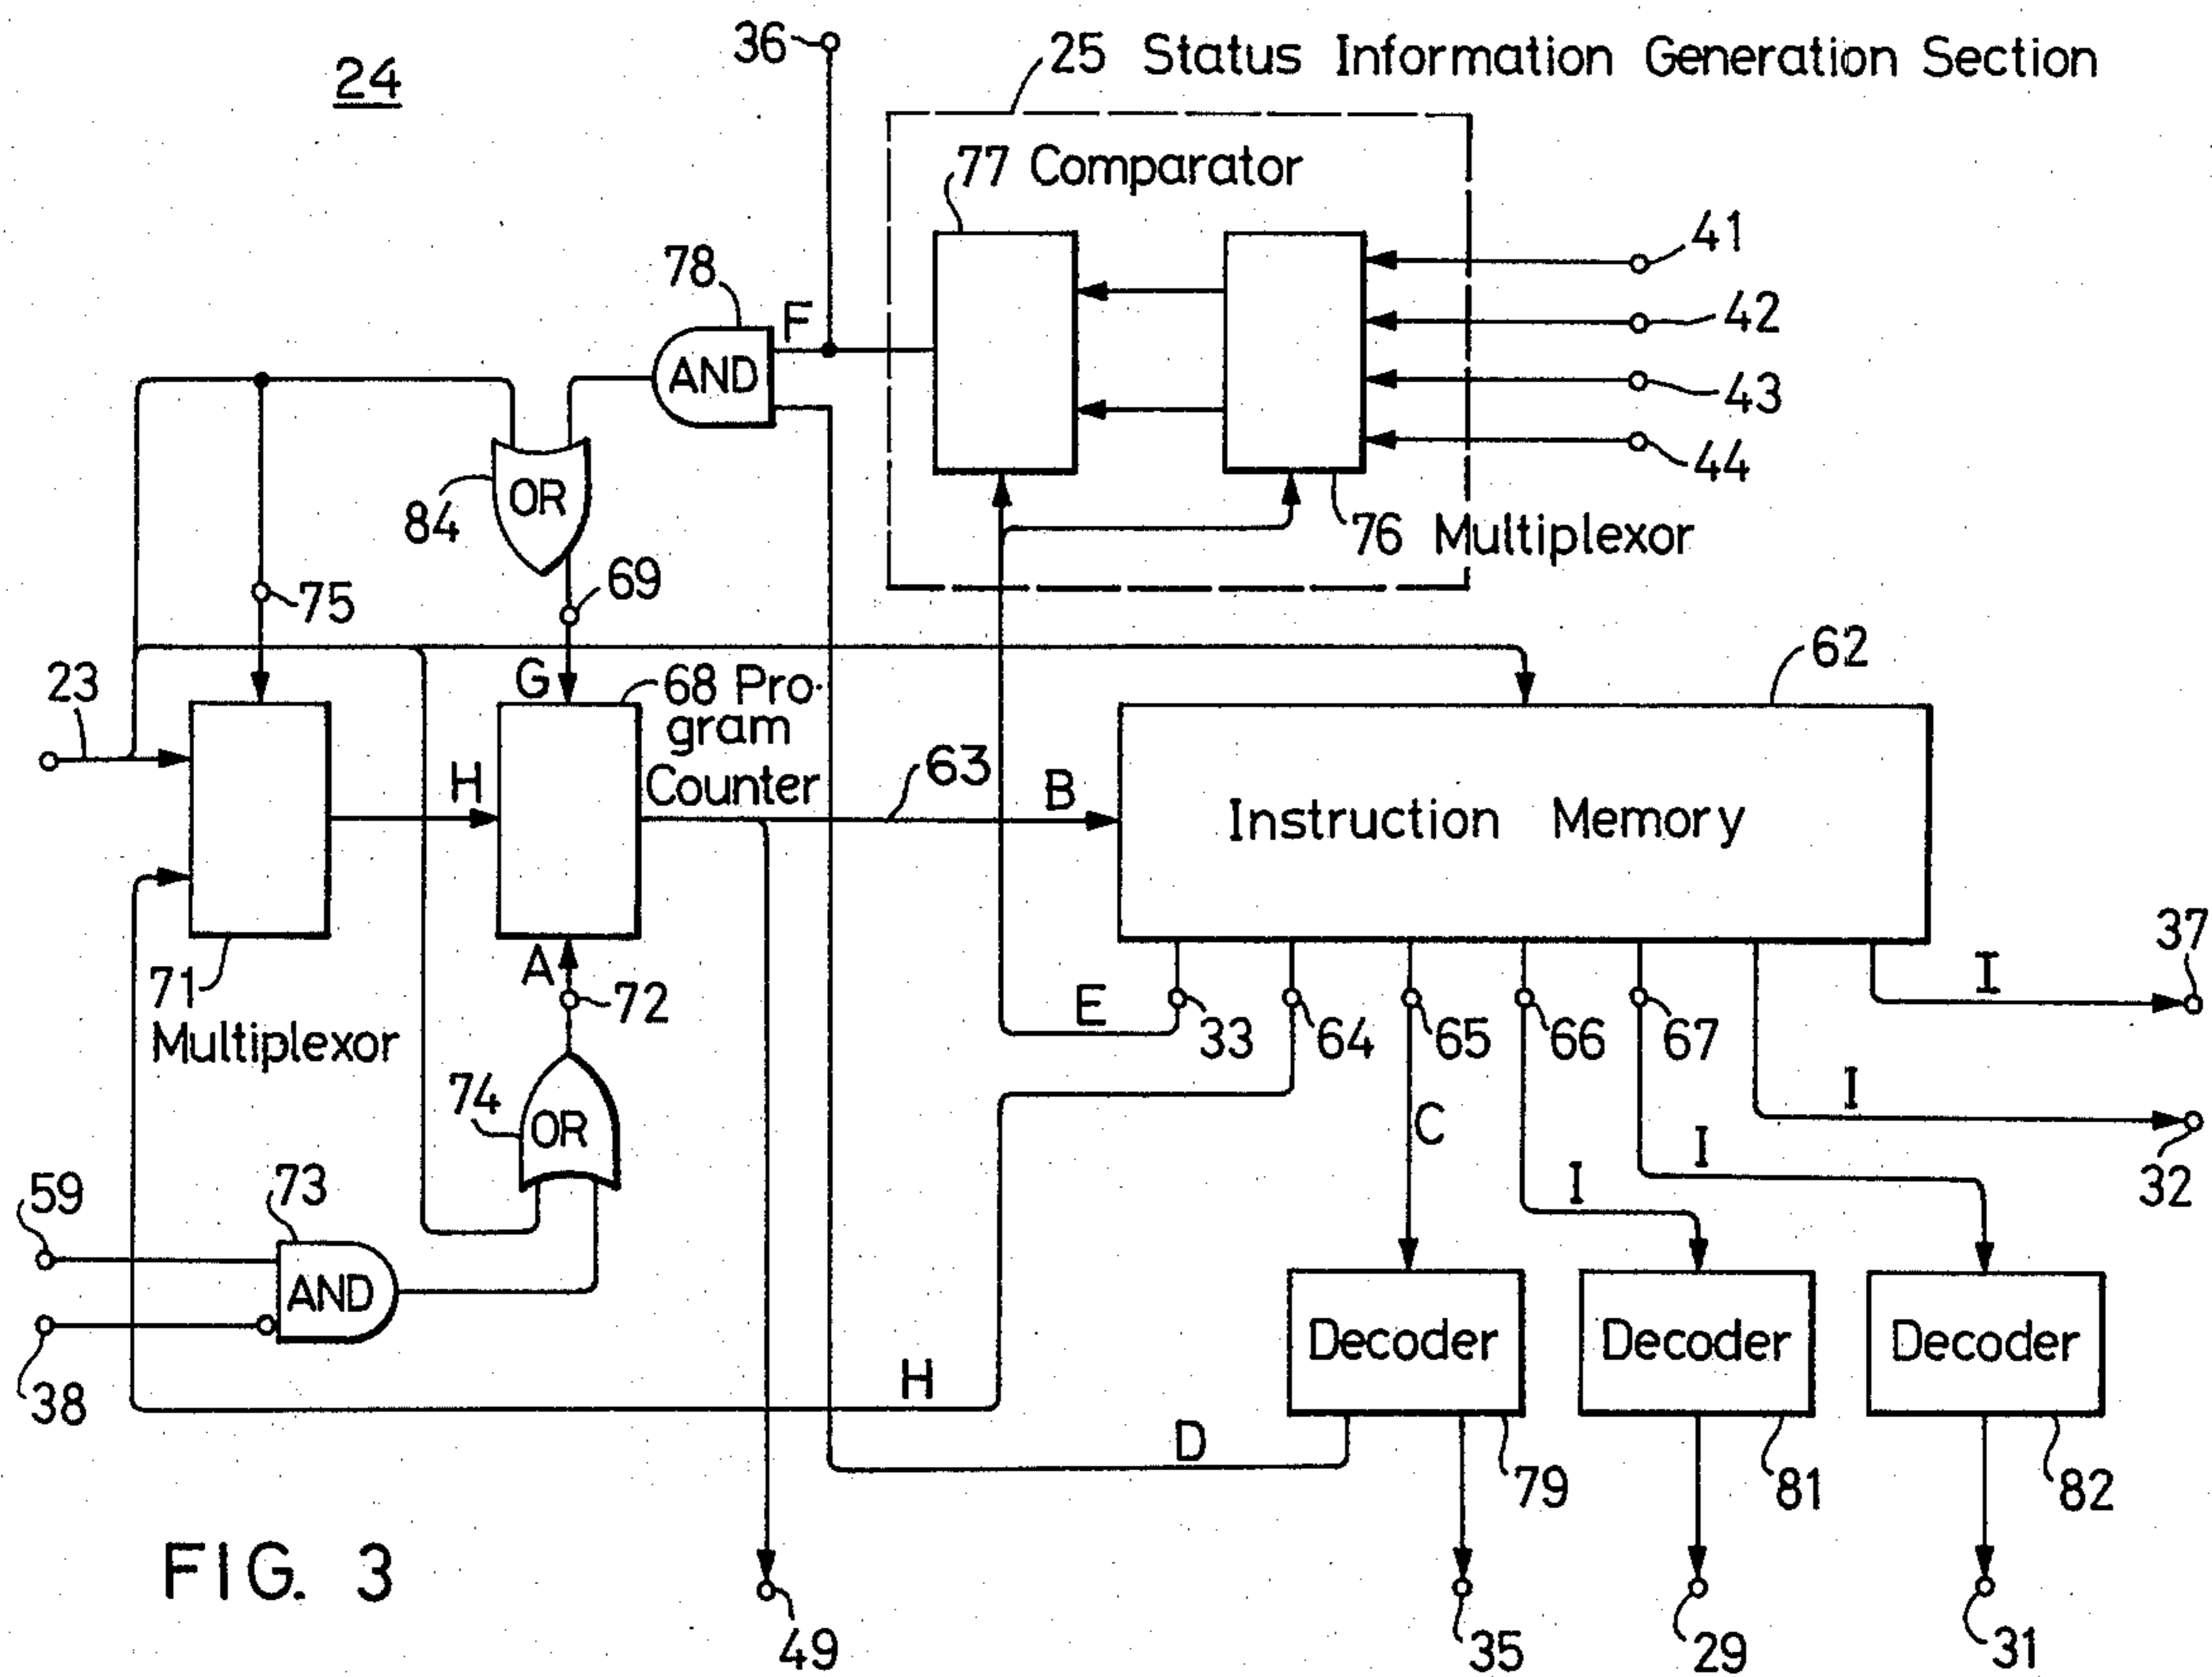 24
36
25 Status Information Generation Section
77 Comparator
41
42
43
44
78
F
AND
84
OR
76 Multiplexor
75
69
23
G
68 Pro-
gram
Counter
62
H
63
B
Instruction Memory
71
Multiplexor
A
72
E
33
64
65
66
67
I
37
I
32
74
OR
C
I
I
59
73
AND
38
H
D
Decoder
Decoder
Decoder
79
81
82
FIG. 3
49
35
29
31